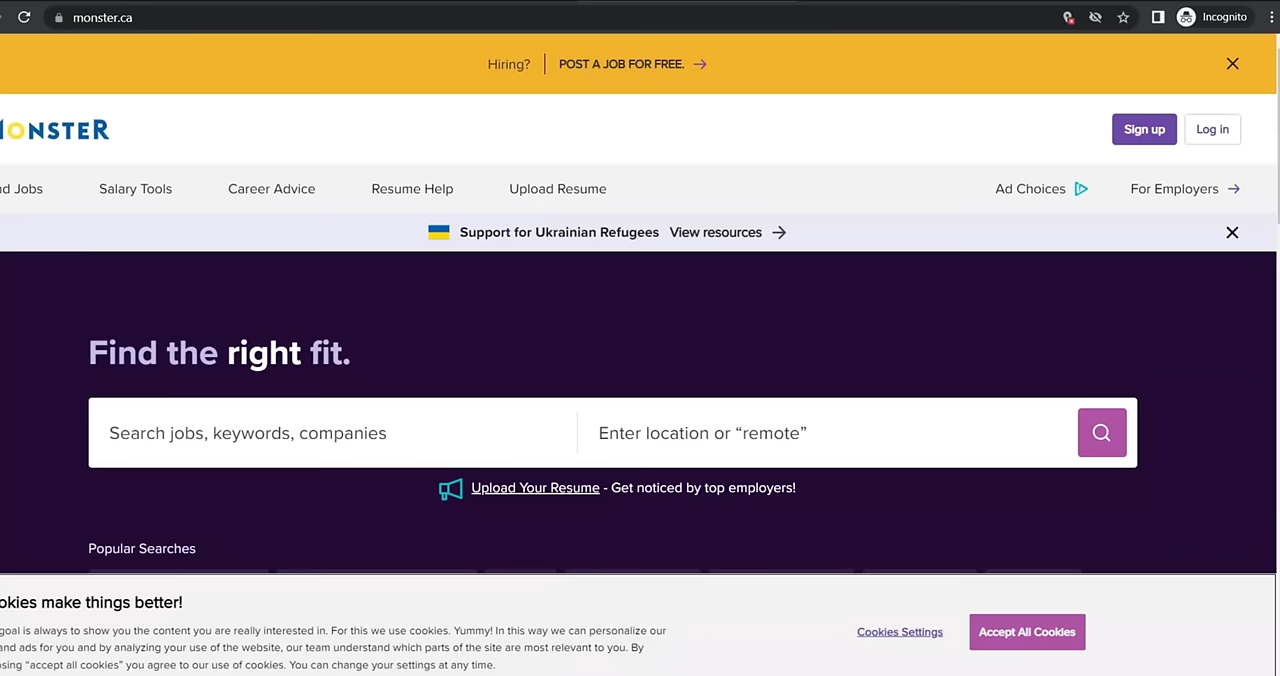 monster.ca
Incognito
Hiring? POST A JOB FOR FREE.
ONSTER
Sign up
Log in
Jobs
Salary Tools
Career Advice
Resume Help
Upload Resume
Ad Choices
For Employers
Support for Ukrainian Refugees View resources
Find the right fit.
Search jobs, keywords, companies
Enter location or “remote”
Upload Your Resume - Get noticed by top employers!
Popular Searches
okies make things better!
goal is always to show you the content you are really interested in. For this we use cookies. Yummy! In this way we can personalize our
and ads for you and by analyzing your use of the website, our team understand which parts of the site are most relevant to you. By
osing “accept all cookies” you agree to our use of cookies. You can change your settings at any time.
Cookies Settings
Accept All Cookies